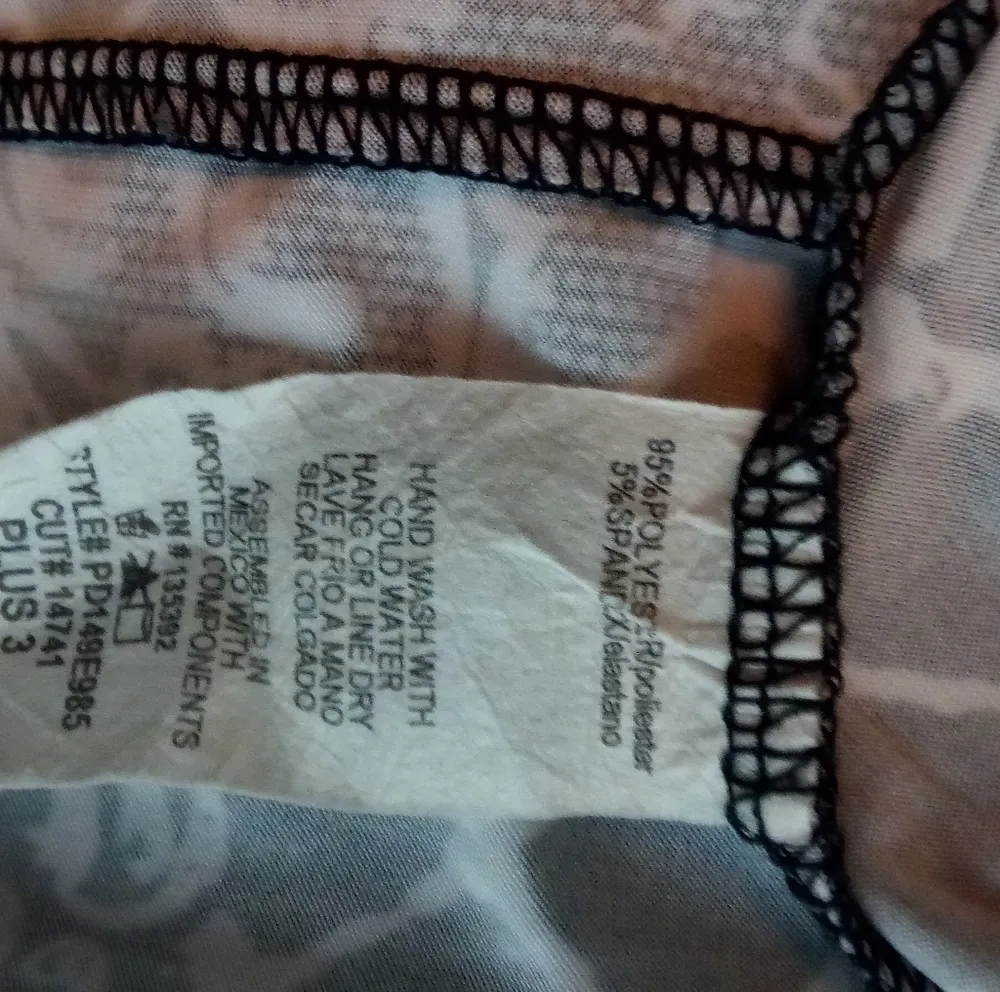 95%POLYESTER/poliester
5%SPANDEX/elastano
HAND WASH WITH
COLD WATER
HANG OR LINE DRY
LAVE FRIO A MANO
SECAR COLGADO
ASSEMBLED IN
MEXICO WITH
IMPORTED COMPONENTS
RN # 135392
STYLE# PD1149EE985
CUT# 14741
PLUS 3